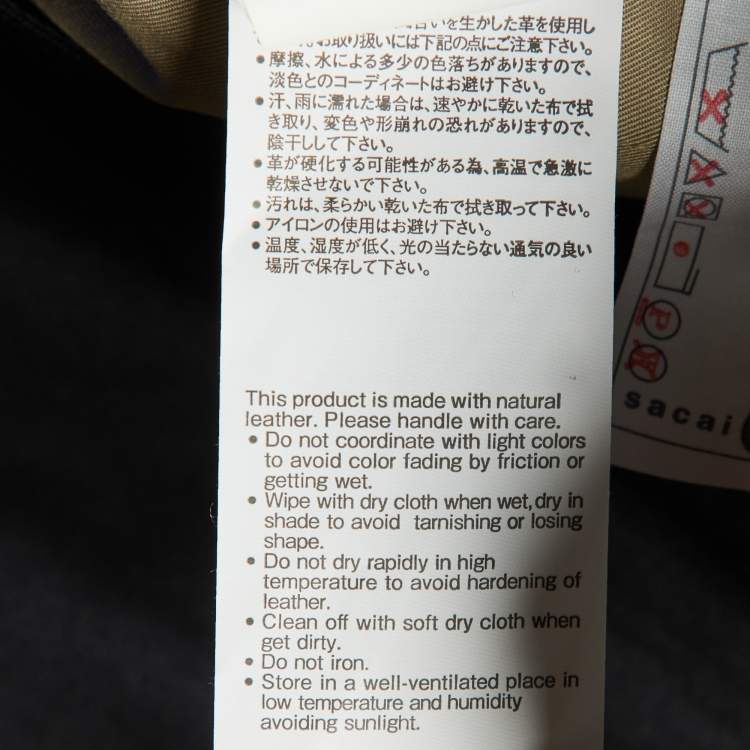 合いを生かした革を使用し
お取り扱いには下記の点にご注意下さい。
● 摩擦、水による多少の色落ちがありますので、
淡色とのコーディネートはお避け下さい。
● 汗、雨に濡れた場合は、速やかに乾いた布で拭
き取り、変色や形崩れの恐れがありますので、
陰干しして下さい。
● 革が硬化する可能性がある為、高温で急激に
乾燥させないで下さい。
● 汚れは、柔らかい乾いた布で拭き取って下さい。
● アイロンの使用はお避け下さい。
● 温度、湿度が低く、光の当たらない通気の良い
場所で保存して下さい。
This product is made with natural
leather. Please handle with care.
● Do not coordinate with light colors
to avoid color fading by friction or
getting wet.
● Wipe with dry cloth when wet, dry in
shade to avoid tarnishing or losing
shape.
● Do not dry rapidly in high
temperature to avoid hardening of
leather.
● Clean off with soft dry cloth when
get dirty.
● Do not iron.
● Store in a well-ventilated place in
low temperature and humidity
avoiding sunlight.
P
sacai